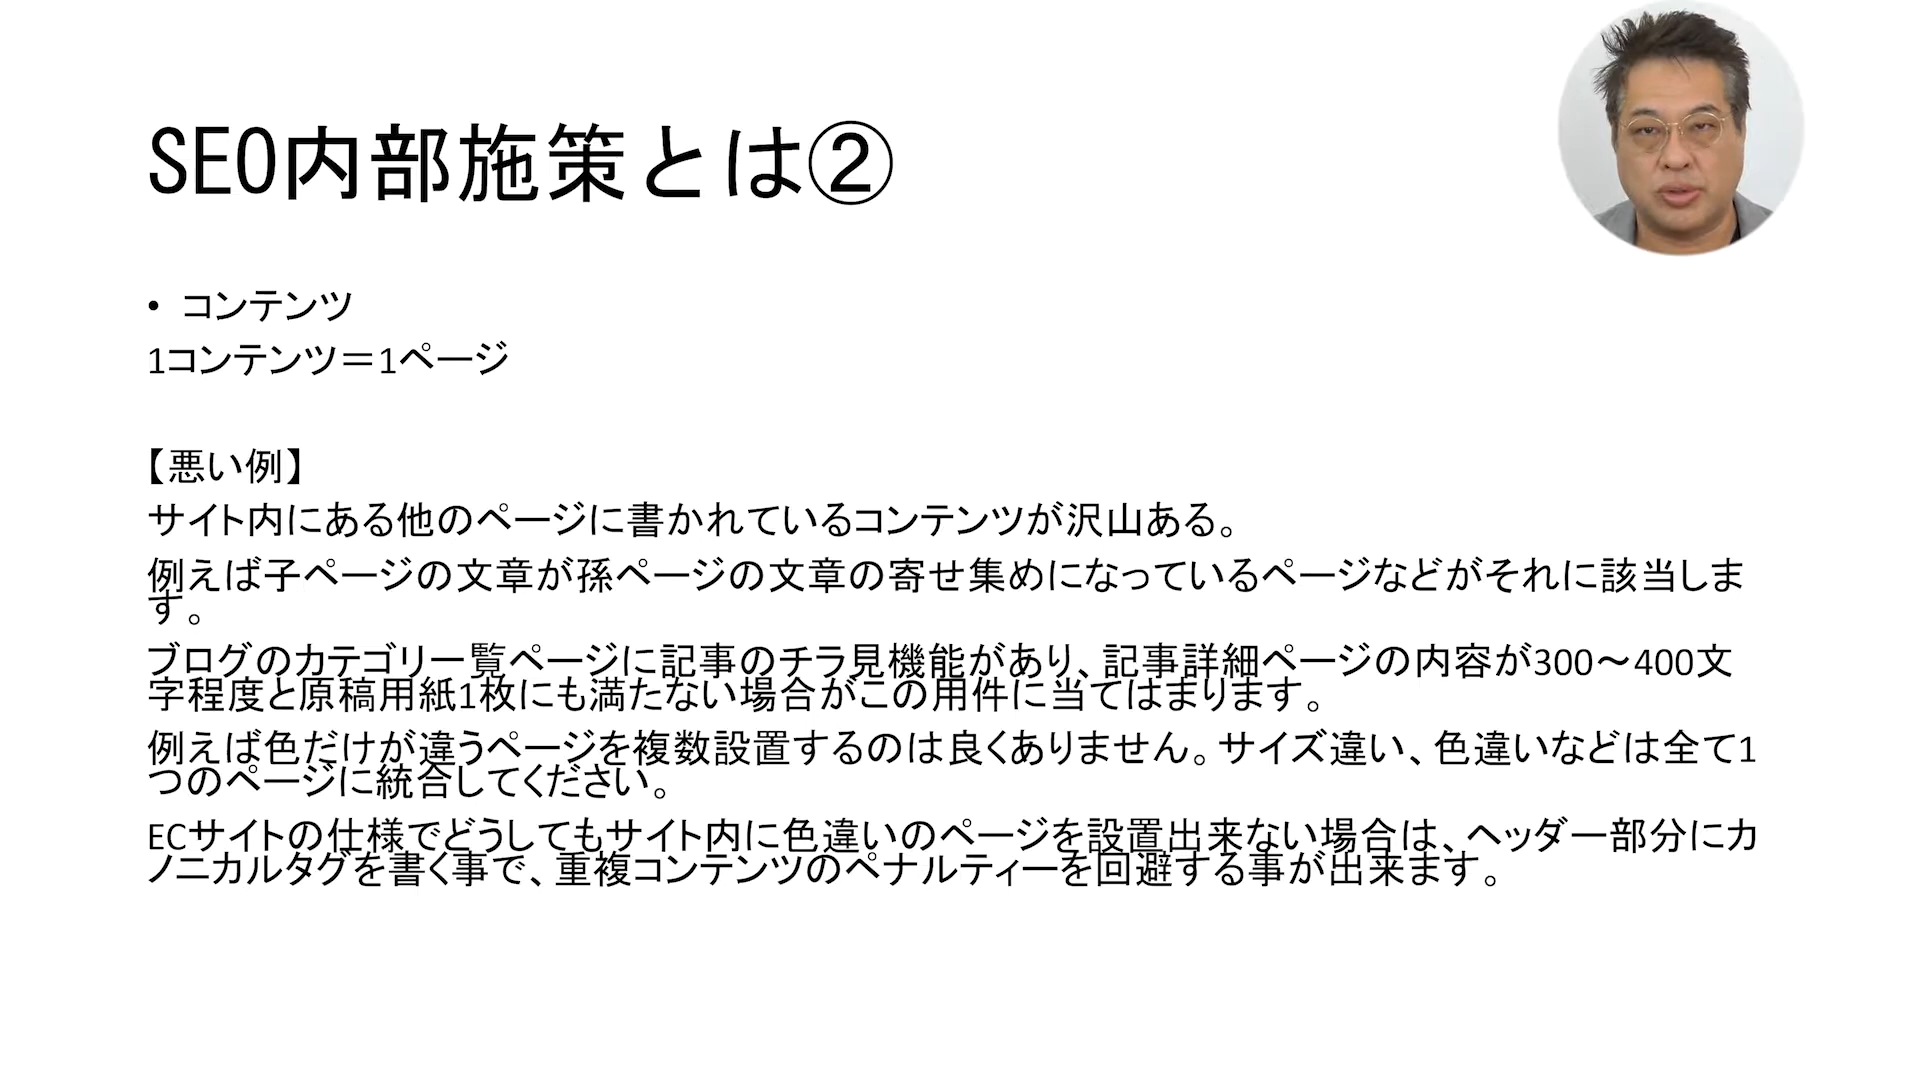 SEO内部施策とは②
• コンテンツ
1コンテンツ＝1ページ
【悪い例】
サイト内にある他のページに書かれているコンテンツが沢山ある。
例えば子ページの文章が孫ページの文章の寄せ集めになっているページなどがそれに該当しま
す。
ブログのカテゴリー覧ページに記事のチラ見機能があり、記事詳細ページの内容が300～400文
字程度と原稿用紙1枚にも満たない場合がこの用件に当てはまります。
例えば色だけが違うページを複数設置するのは良くありません。サイズ違い、色違いなどは全て1
つのページに統合してください。
ECサイトの仕様でどうしてもサイト内に色違いのページを設置出来ない場合は、ヘッダー部分にカ
ノニカルタグを書く事で、重複コンテンツのペナルティーを回避する事が出来ます。